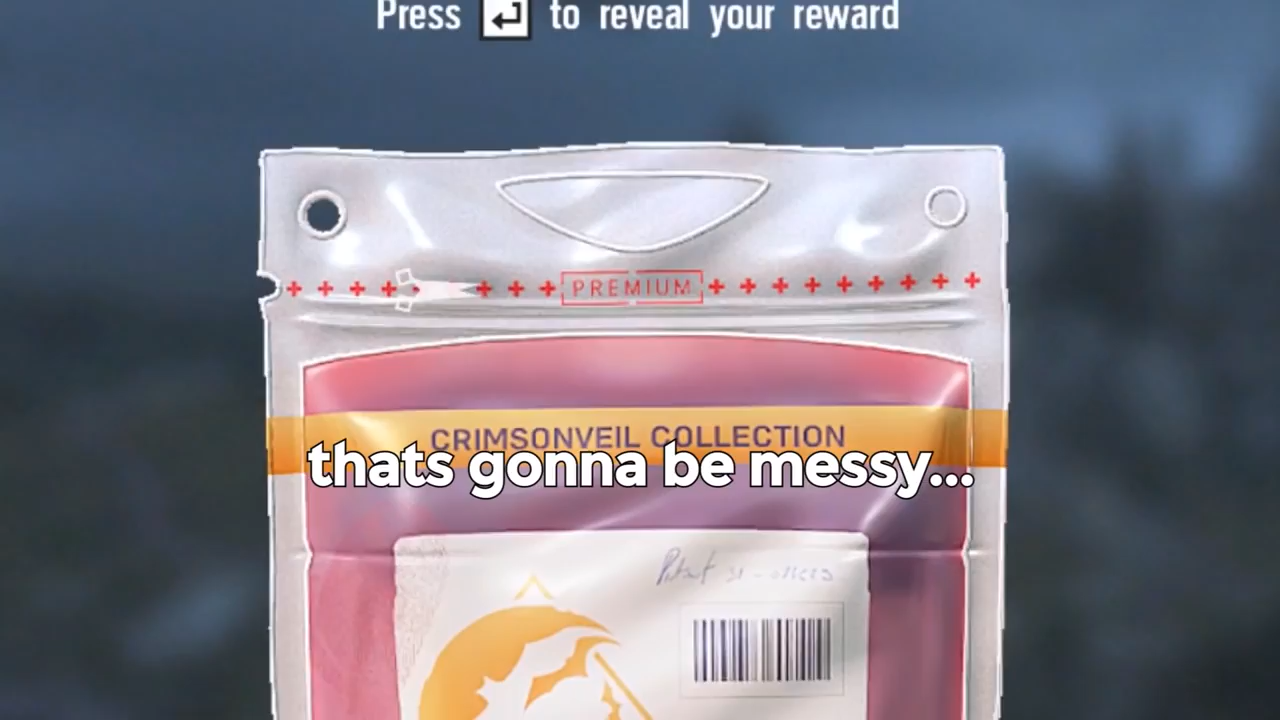 Press to reveal your reward
PREMIUM
CRIMSONVEIL COLLECTION
thats gonna be messy...